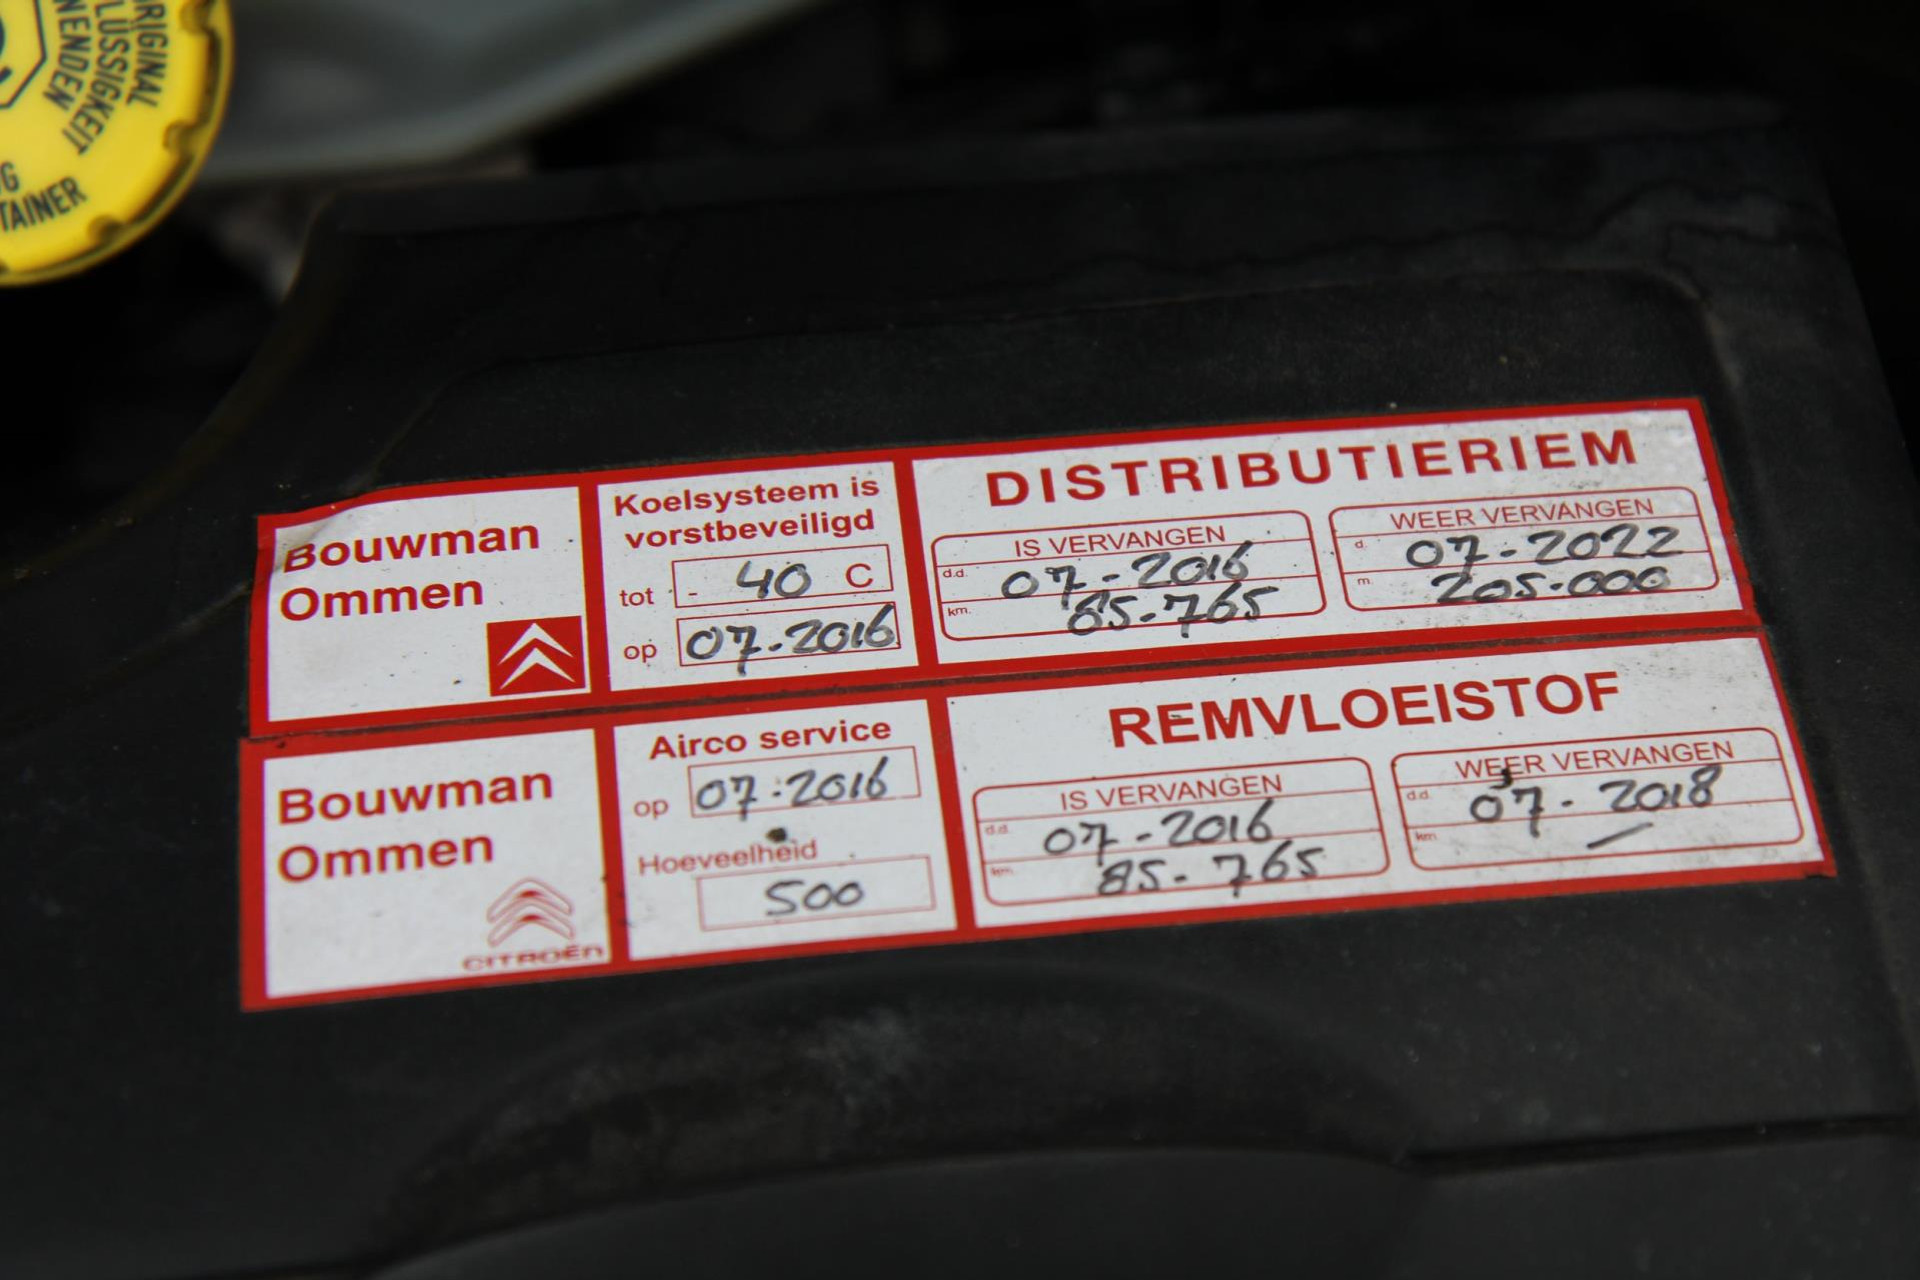 ORIGINAL
FLÜSSIGKEIT
TAINER
Bouwman
Ommen
Koelsysteem is
vorstbeveiligd
tot - 40 C
op 07-2016
DISTRIBUTIERIEM
IS VERVANGEN
d.d. 07-2016
km. 85.765
WEER VERVANGEN
d. 07-2022
m. 205.000
Bouwman
Ommen
CITROËN
Airco service
op 07-2016
Hoeveelheid
500
REMVLOEISTOF
IS VERVANGEN
d.d. 07-2016
km. 85.765
WEER VERVANGEN
d.d. 07-2018
km. —